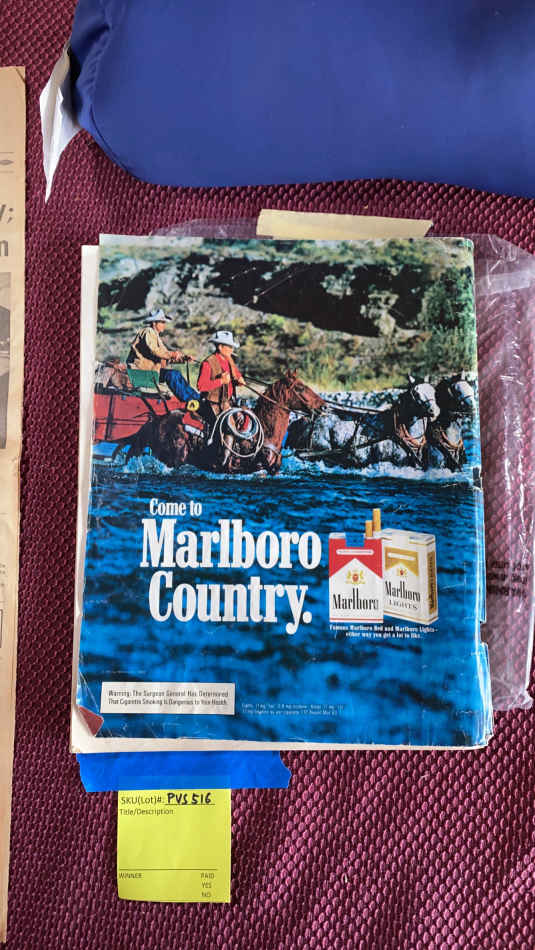 Come to
Marlboro
Country.
Marlboro
Marlboro
LIGHTS
Famous Marlboro Red and Marlboro Lights–
either way you get a lot to like.
Warning: The Surgeon General Has Determined
That Cigarette Smoking Is Dangerous to Your Health.
SKU(Lot)#: PVS516
Title/Description
WINNER PAID
YES
NO